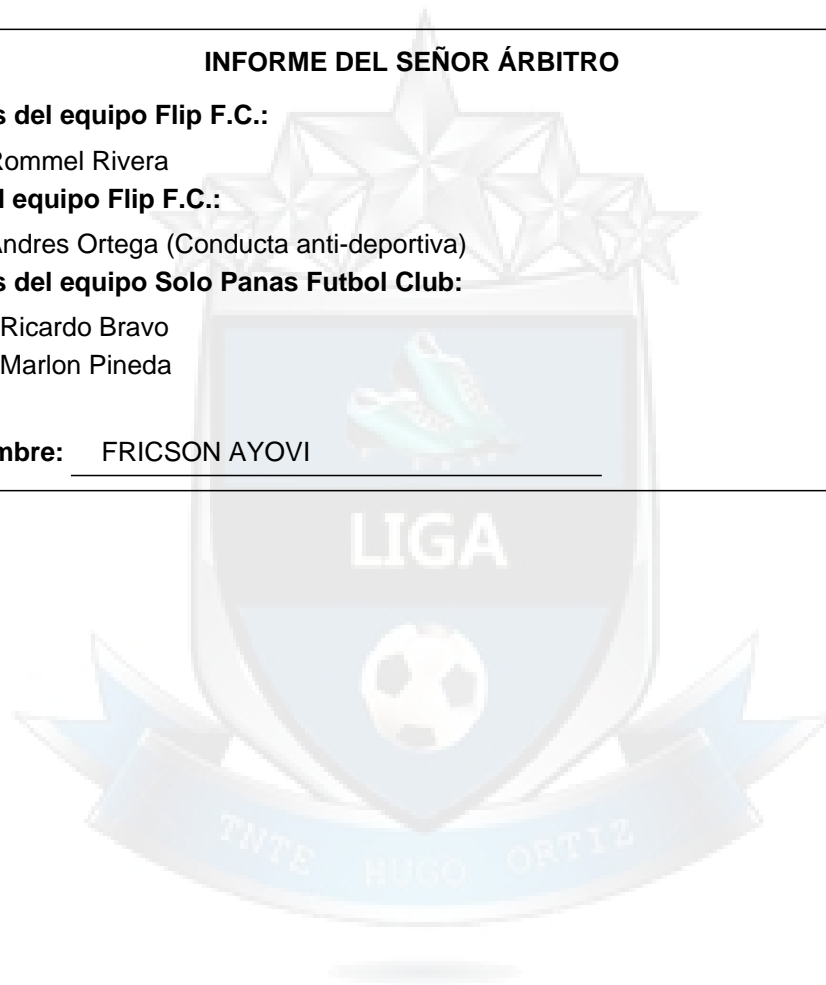 INFORME DEL SEÑOR ÁRBITRO
s del equipo Flip F.C.:
Rommel Rivera
l equipo Flip F.C.:
Andres Ortega (Conducta anti-deportiva)
s del equipo Solo Panas Futbol Club:
Ricardo Bravo
Marlon Pineda
mbre: FRICSON AYOVI
LIGA
TNTE HUGO ORTIZ